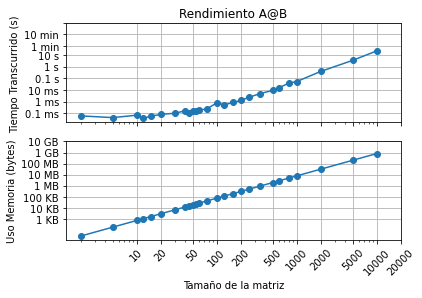 Rendimiento A@B
Tiempo Transcurrido (s)
10 min
1 min
10 s
1 s
0.1 s
10 ms
1 ms
0.1 ms
Uso Memoria (bytes)
10 GB
1 GB
100 MB
10 MB
1 MB
100 KB
10 KB
1 KB
10 20 50 100 200 500 1000 2000 5000 10000 20000
Tamaño de la matriz